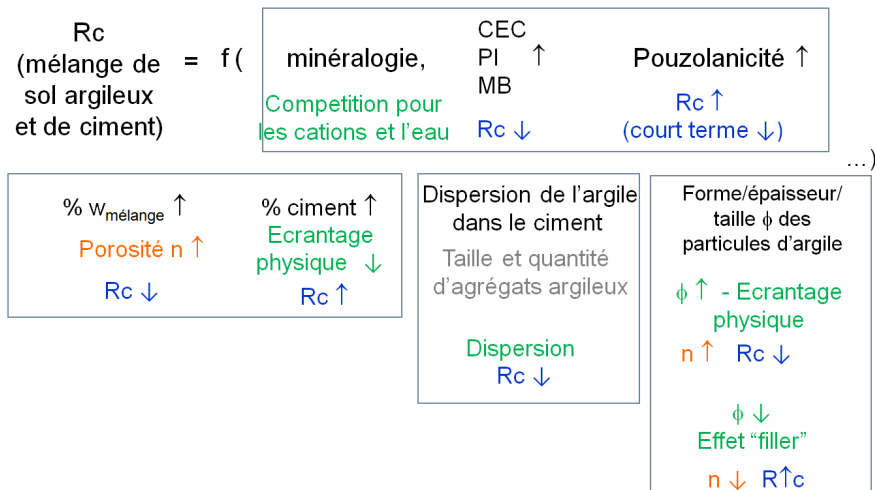 Rc
(mélange de
sol argileux
et de ciment)
= f (
minéralogie,
Competition pour
les cations et l'eau
CEC
PI ↑
MB
Rc ↓
Pouzolanicité ↑
Rc ↑
(court terme ↓)
...)
% wmélange ↑
Porosité n ↑
Rc ↓
% ciment ↑
Ecrantage
physique ↓
Rc ↑
Dispersion de l'argile
dans le ciment
Taille et quantité
d'agrégats argileux
Dispersion
Rc ↓
Forme/épaisseur/
taille ϕ des
particules d'argile
ϕ ↑ - Ecrantage
physique
n ↑ Rc ↓
ϕ ↓
Effet “filler”
n ↓ R↑c